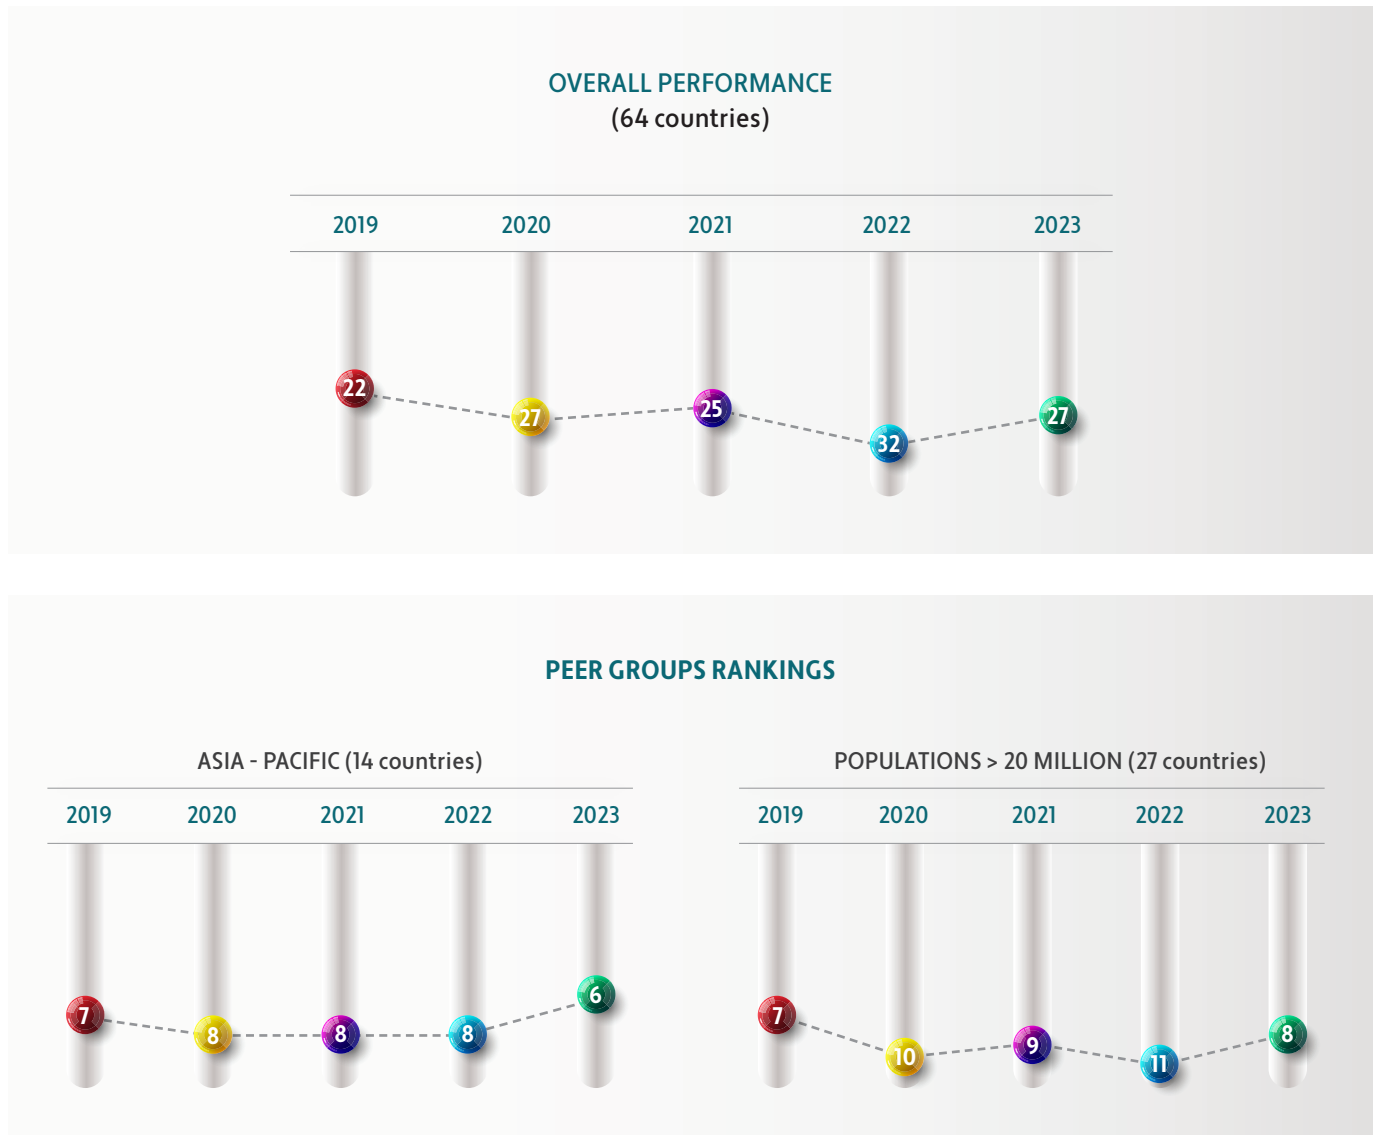 OVERALL PERFORMANCE
(64 countries)
2019 2020 2021 2022 2023
22 27 25 32 27
PEER GROUPS RANKINGS
ASIA - PACIFIC (14 countries)
2019 2020 2021 2022 2023
7 8 8 8 6
POPULATIONS > 20 MILLION (27 countries)
2019 2020 2021 2022 2023
7 10 9 11 8